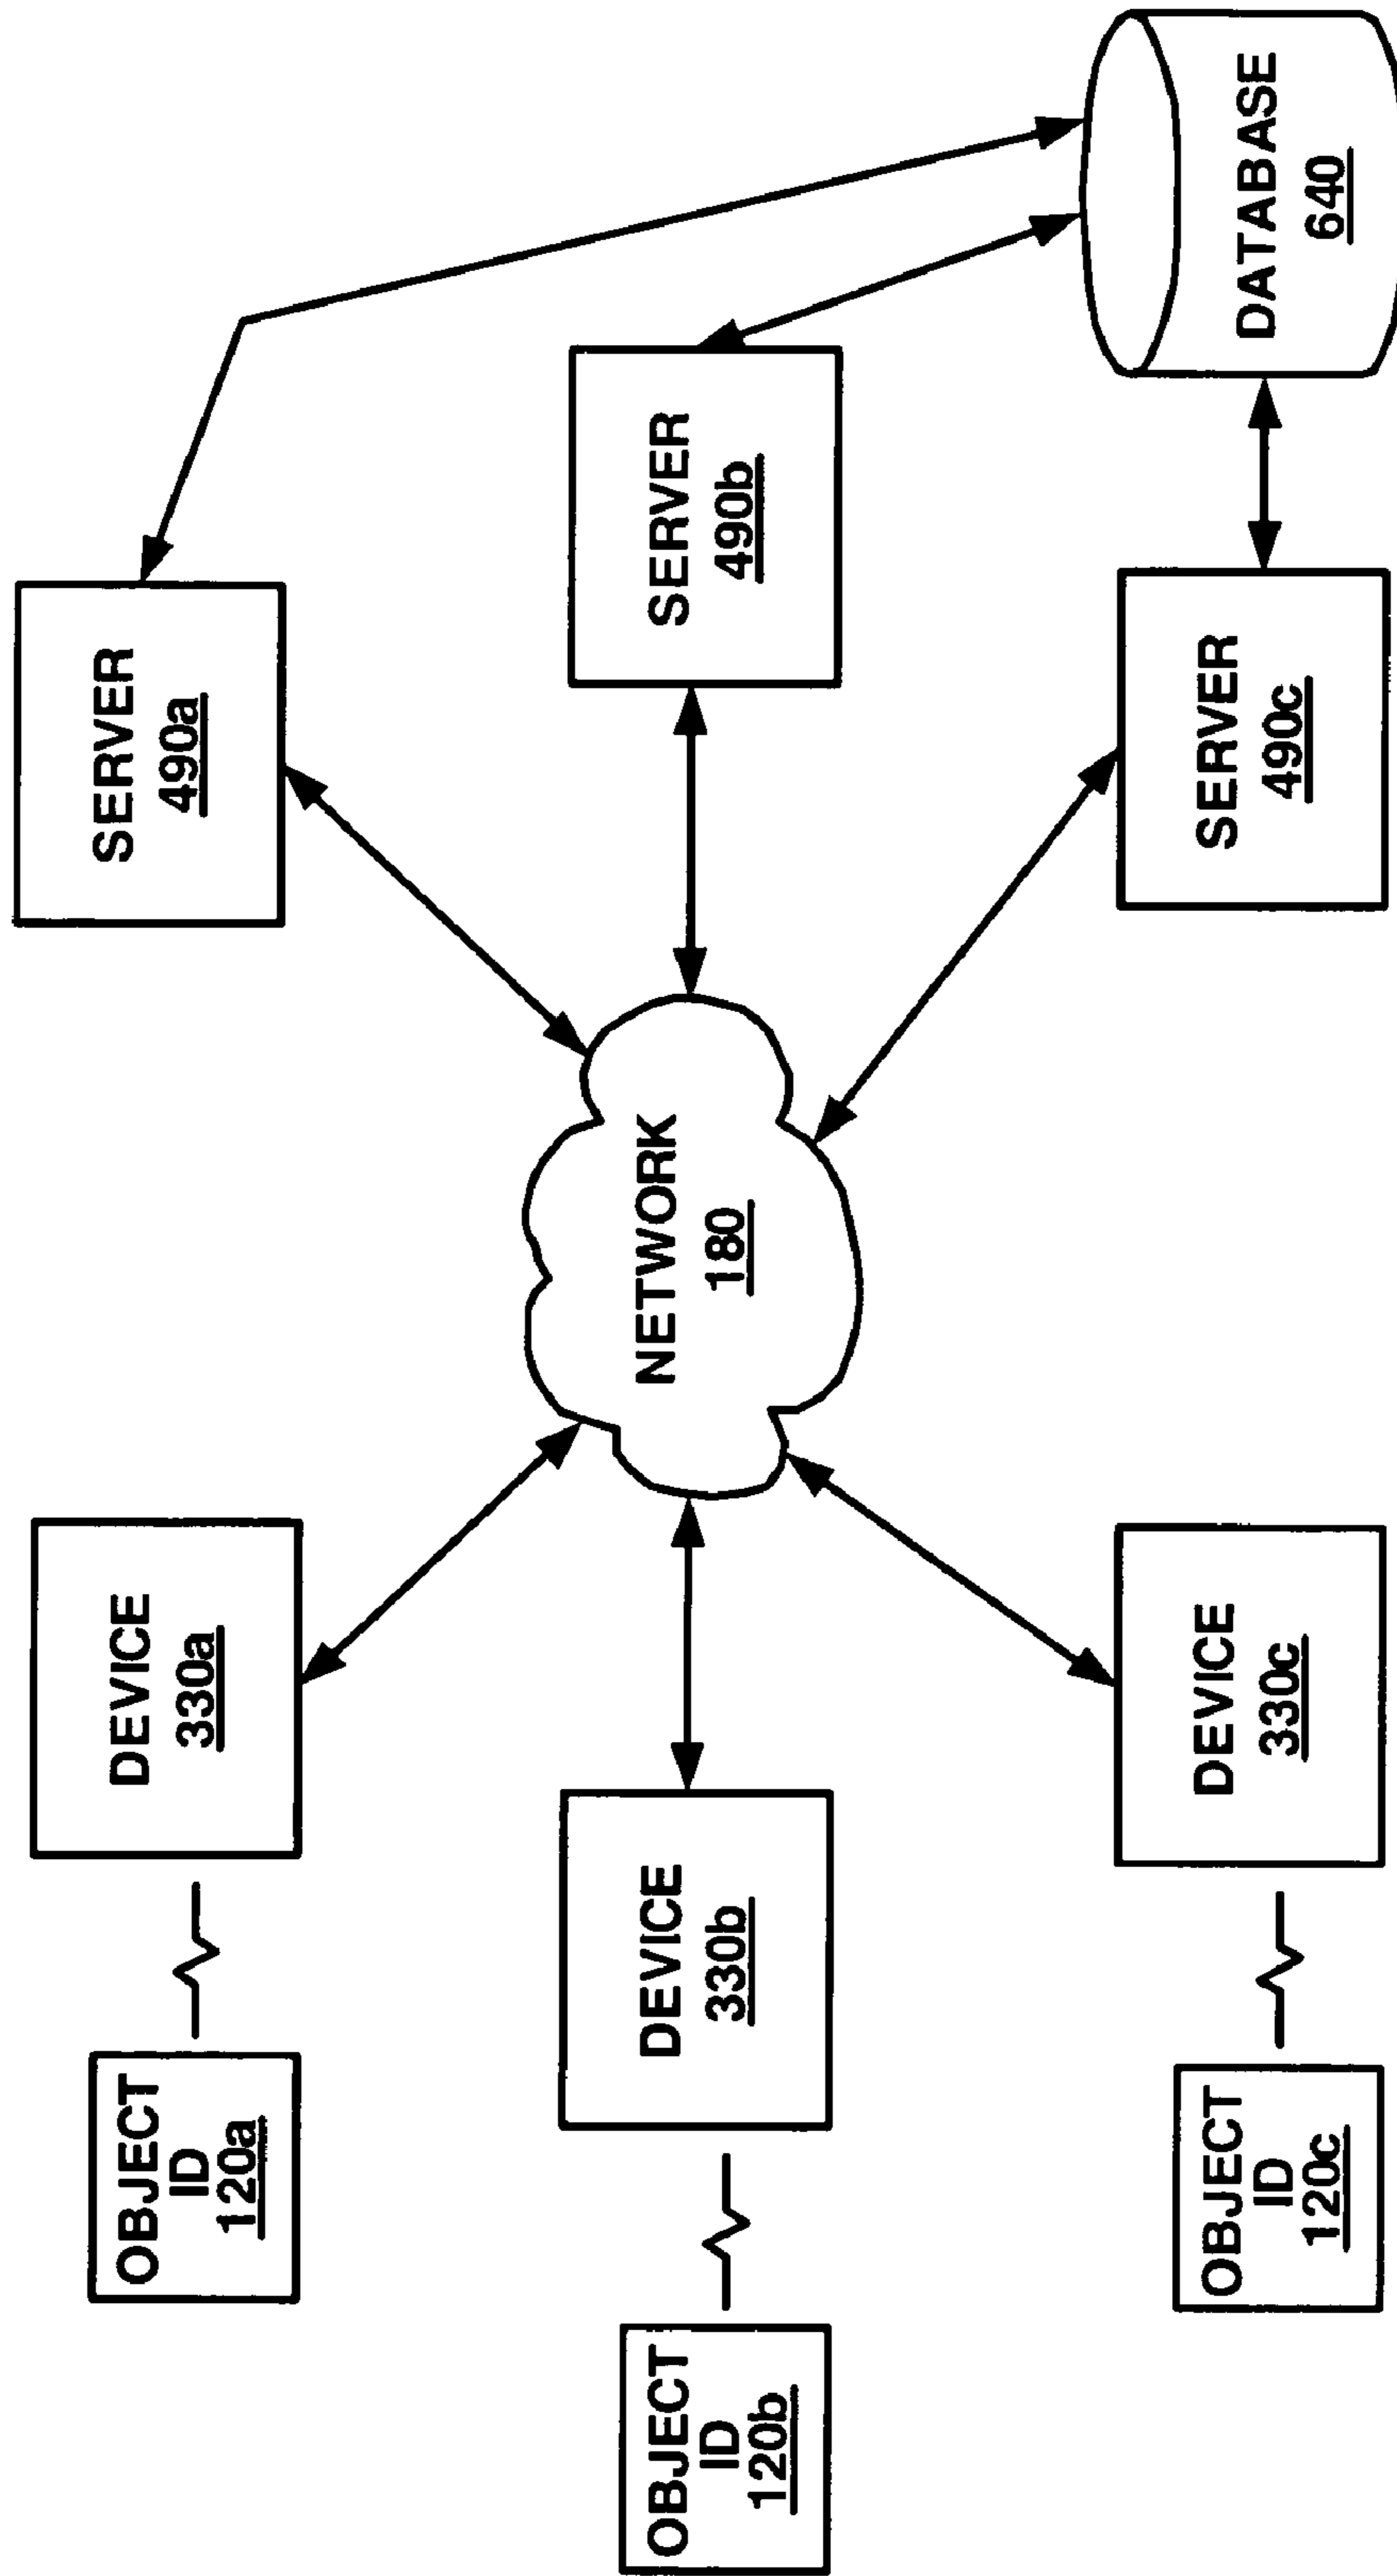 OBJECT
ID
120a
DEVICE
330a
SERVER
490a
OBJECT
ID
120b
DEVICE
330b
NETWORK
180
SERVER
490b
OBJECT
ID
120c
DEVICE
330c
SERVER
490c
DATABASE
640